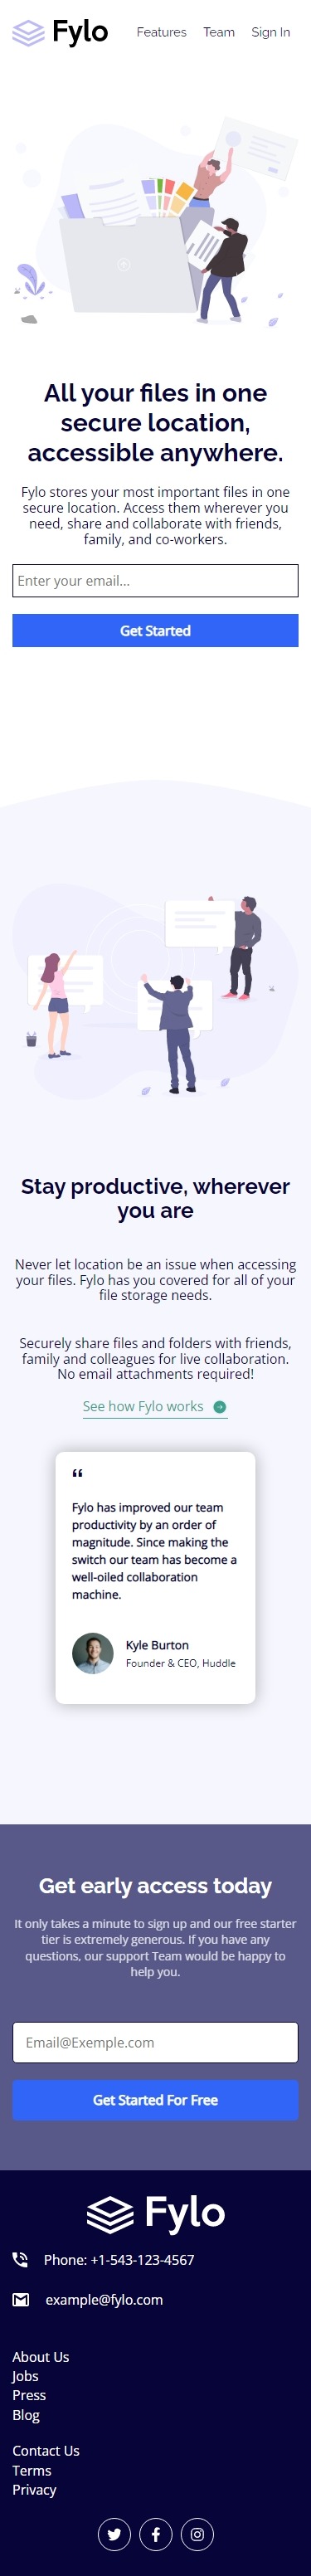 Fylo
Features Team Sign In
All your files in one
secure location,
accessible anywhere.
Fylo stores your most important files in one
secure location. Access them wherever you
need, share and collaborate with friends,
family, and co-workers.
Enter your email...
Get Started
Stay productive, wherever
you are
Never let location be an issue when accessing
your files. Fylo has you covered for all of your
file storage needs.
Securely share files and folders with friends,
family and colleagues for live collaboration.
No email attachments required!
See how Fylo works
“
Fylo has improved our team
productivity by an order of
magnitude. Since making the
switch our team has become a
well-oiled collaboration
machine.
Kyle Burton
Founder & CEO, Huddle
Get early access today
It only takes a minute to sign up and our free starter
tier is extremely generous. If you have any
questions, our support Team would be happy to
help you.
Email@Exemple.com
Get Started For Free
Fylo
Phone: +1-543-123-4567
example@fylo.com
About Us
Jobs
Press
Blog
Contact Us
Terms
Privacy